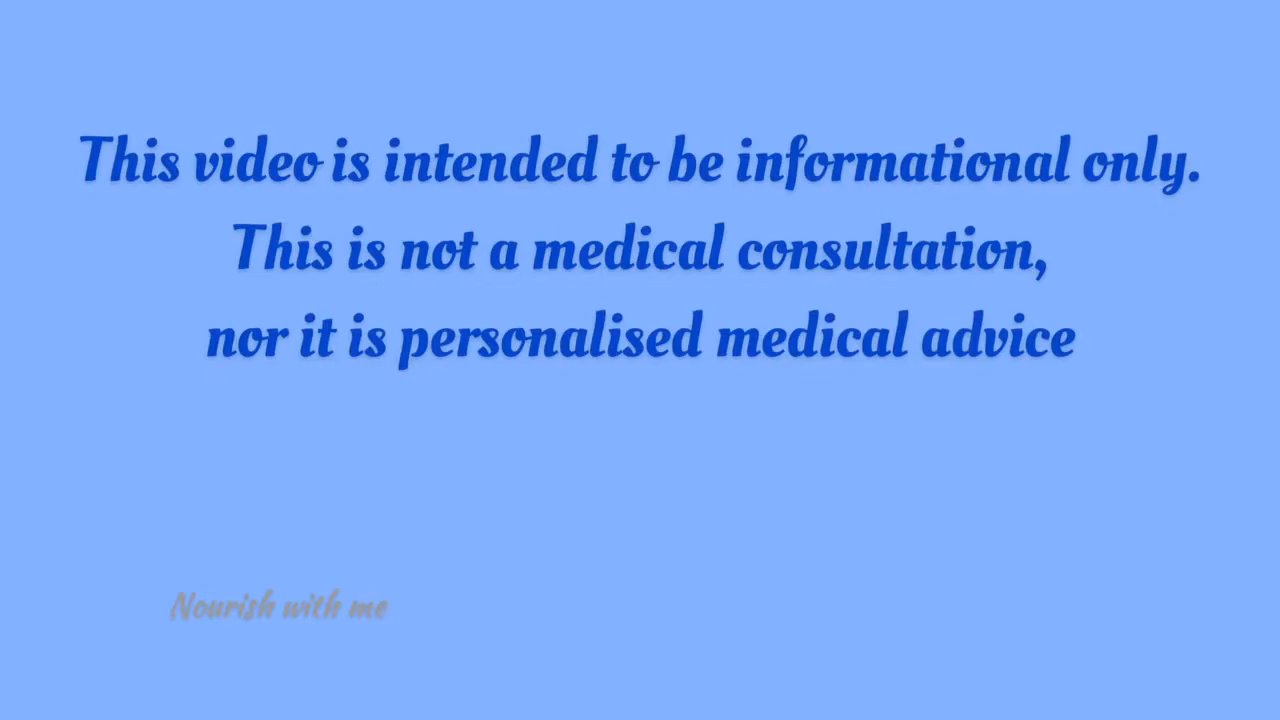 This video is intended to be informational only.
This is not a medical consultation,
nor it is personalised medical advice
Nourish with me